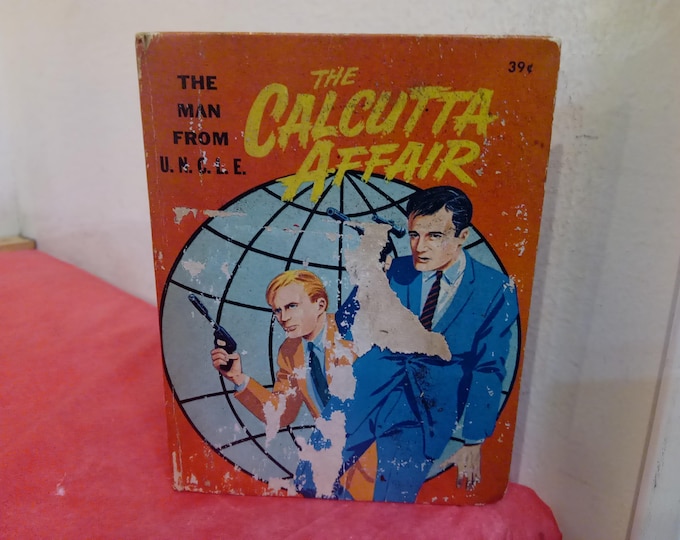 THE
MAN
FROM
U. N. C. L. E.
THE
CALCUTTA
AFFAIR
39¢